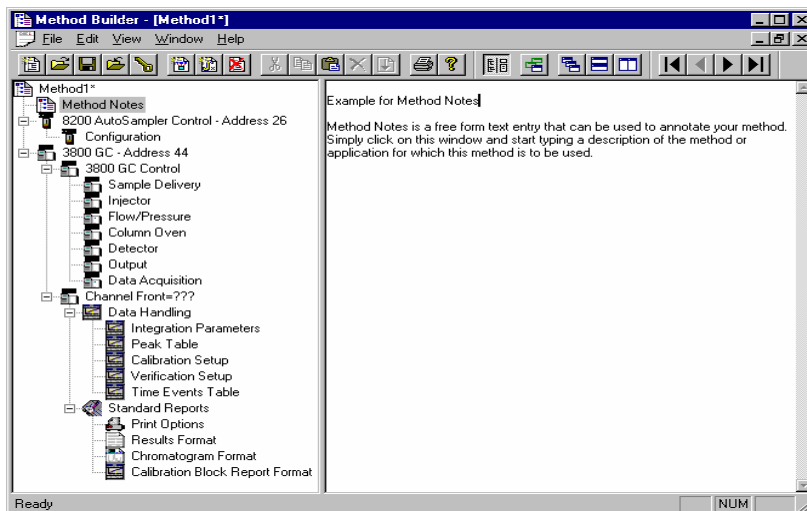 Method Builder - [Method1*]
File Edit View Window Help
Method1*
Method Notes
8200 AutoSampler Control - Address 26
Configuration
3800 GC - Address 44
3800 GC Control
Sample Delivery
Injector
Flow/Pressure
Column Oven
Detector
Output
Data Acquisition
Channel Front=???
Data Handling
Integration Parameters
Peak Table
Calibration Setup
Verification Setup
Time Events Table
Standard Reports
Print Options
Results Format
Chromatogram Format
Calibration Block Report Format
Example for Method Notes
Method Notes is a free form text entry that can be used to annotate your method.
Simply click on this window and start typing a description of the method or
application for which this method is to be used.
Ready
NUM